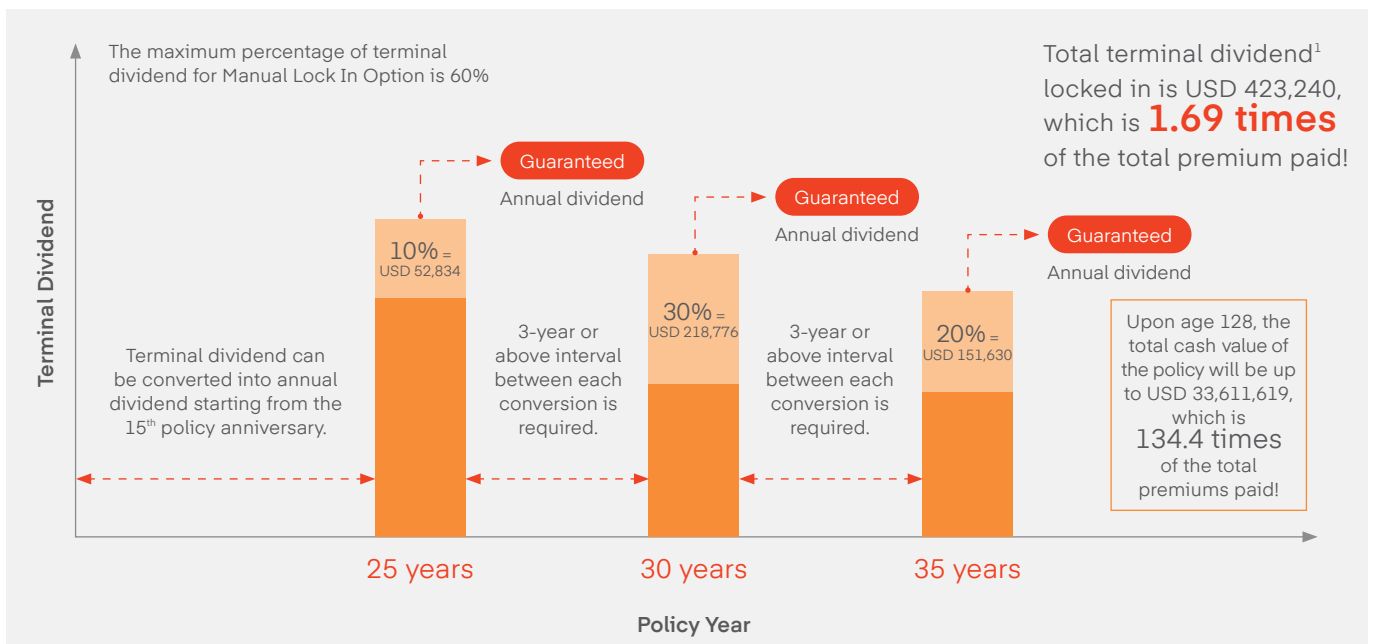 The maximum percentage of terminal
dividend for Manual Lock In Option is 60%
Total terminal dividend¹
locked in is USD 423,240,
which is 1.69 times
of the total premium paid!
Terminal Dividend
Guaranteed
Annual dividend
Guaranteed
Annual dividend
Guaranteed
Annual dividend
10% =
USD 52,834
30% =
USD 218,776
20% =
USD 151,630
Terminal dividend can
be converted into annual
dividend starting from the
15th policy anniversary.
3-year or
above interval
between each
conversion is
required.
3-year or
above interval
between each
conversion is
required.
Upon age 128, the
total cash value of
the policy will be up
to USD 33,611,619,
which is
134.4 times
of the total
premiums paid!
25 years
30 years
35 years
Policy Year